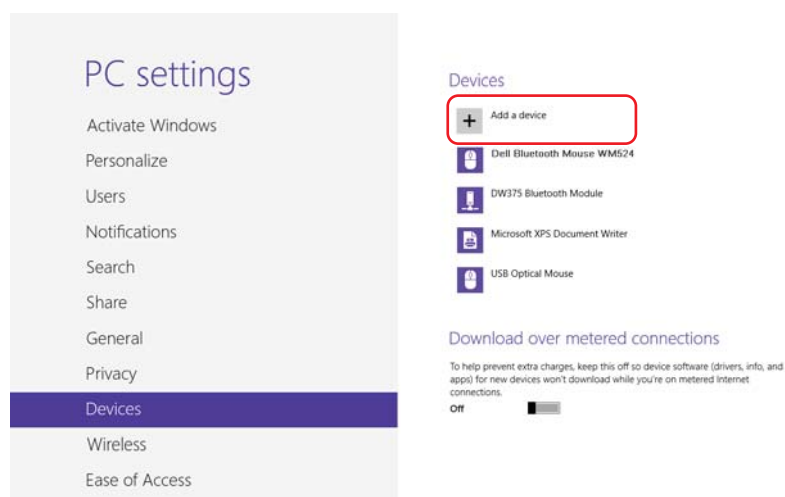 PC settings
Activate Windows
Personalize
Users
Notifications
Search
Share
General
Privacy
Devices
Wireless
Ease of Access
Devices
Add a device
Dell Bluetooth Mouse WM524
DW375 Bluetooth Module
Microsoft XPS Document Writer
USB Optical Mouse
Download over metered connections
To help prevent extra charges, keep this off so device software (drivers, info, and
apps) for new devices won't download while you're on metered Internet
connections.
Off